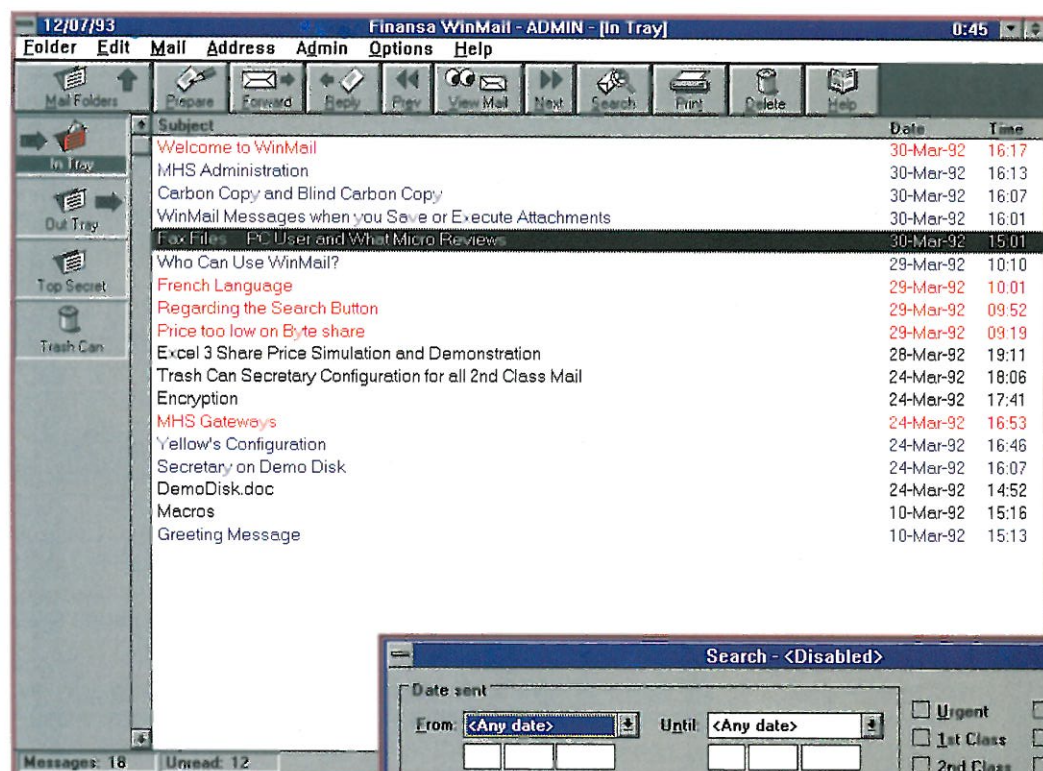 12/07/93 Finansa WinMail - ADMIN - [In Tray] 0:45
Folder Edit Mail Address Admin Options Help
Mail Folders Prepare Forward Reply Prev View Mail Next Search Print Delete Help
Subject Date Time
In Tray
Out Tray
Top Secret
Trash Can
Welcome to WinMail 30-Mar-92 16:17
MHS Administration 30-Mar-92 16:13
Carbon Copy and Blind Carbon Copy 30-Mar-92 16:07
WinMail Messages when you Save or Execute Attachments 30-Mar-92 16:01
Fax Files PC User and What Micro Reviews 30-Mar-92 15:01
Who Can Use WinMail? 29-Mar-92 10:10
French Language 29-Mar-92 10:01
Regarding the Search Button 29-Mar-92 09:52
Price too low on Byte share 29-Mar-92 09:19
Excel 3 Share Price Simulation and Demonstration 28-Mar-92 19:11
Trash Can Secretary Configuration for all 2nd Class Mail 24-Mar-92 18:06
Encryption 24-Mar-92 17:41
MHS Gateways 24-Mar-92 16:53
Yellow's Configuration 24-Mar-92 16:46
Secretary on Demo Disk 24-Mar-92 16:07
DemoDisk.doc 24-Mar-92 14:52
Macros 10-Mar-92 15:16
Greeting Message 10-Mar-92 15:13
Search - <Disabled>
Date sent
From: <Any date> Until: <Any date>
Urgent
1st Class
2nd Class
Messages: 18 Unread: 12